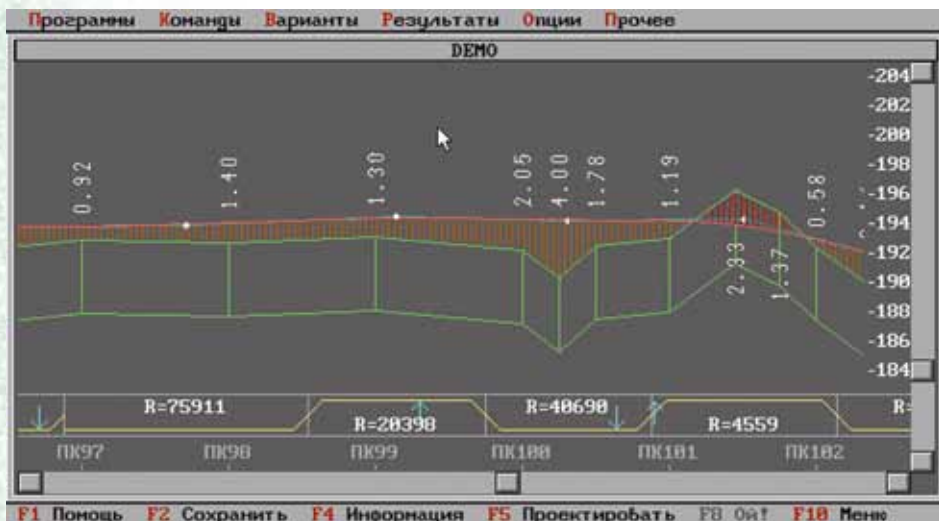 Программы Команды Варианты Результаты Опции Прочее
DEMO
-204
-202
-200
-198
-196
-194
-192
-190
-188
-186
-184
0.92 1.40 1.30 2.05 4.00 1.78 1.19 0.58
2.33 1.37
R=75911 R=20398 R=40690 R=4559 R=
ПК97 ПК98 ПК99 ПК100 ПК101 ПК102
F1 Помощь F2 Сохранить F4 Информация F5 Проектировать F8 Ой! F10 Меню